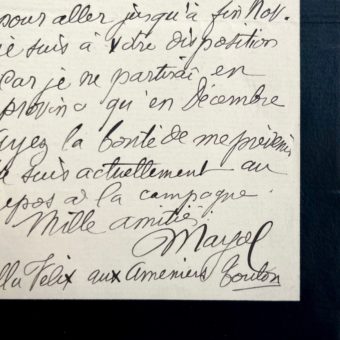 pour aller jusqu'à fin Nov.
je suis à votre disposition
car je ne partirai en
province qu'en Décembre
ayez la bonté de me prévenir
je suis actuellement au
repos à la campagne.
Mille amitiés
Mayol
Villa Felix aux Ameniers Toulon